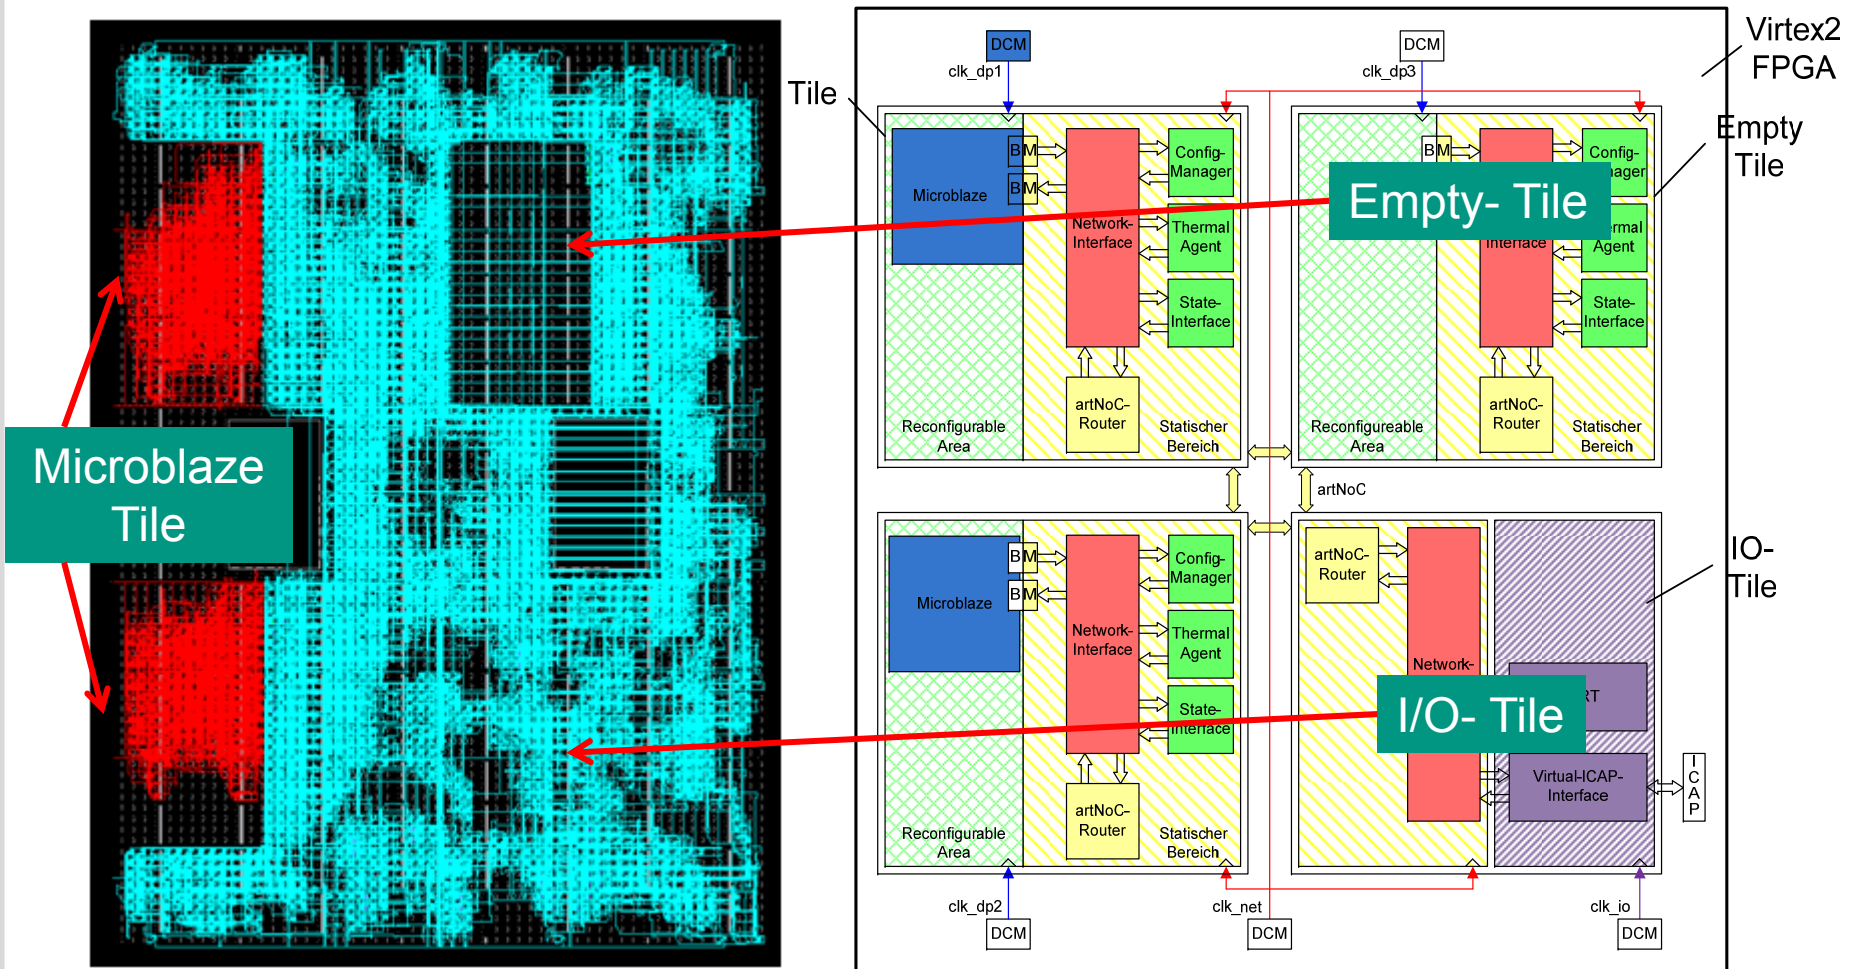 DCM
clk_dp1
DCM
clk_dp3
Virtex2
FPGA
Tile
Empty
Tile
Microblaze
BM
BM
Network-
Interface
Config-
Manager
Thermal
Agent
State-
Interface
artNoC-
Router
Reconfigurable
Area
Statischer
Bereich
BM
Interface
Config-
Agent
State-
Interface
artNoC-
Router
Reconfigureable
Area
Statischer
Bereich
Empty- Tile
Microblaze
Tile
artNoC
Microblaze
BM
BM
Network-
Interface
Config-
Manager
Thermal
Agent
State-
Interface
artNoC-
Router
Reconfigurable
Area
Statischer
Bereich
artNoC-
Router
Network-
I/O- Tile
Virtual-ICAP-
Interface
ICAP
IO-
Tile
clk_dp2
DCM
clk_net
DCM
clk_io
DCM